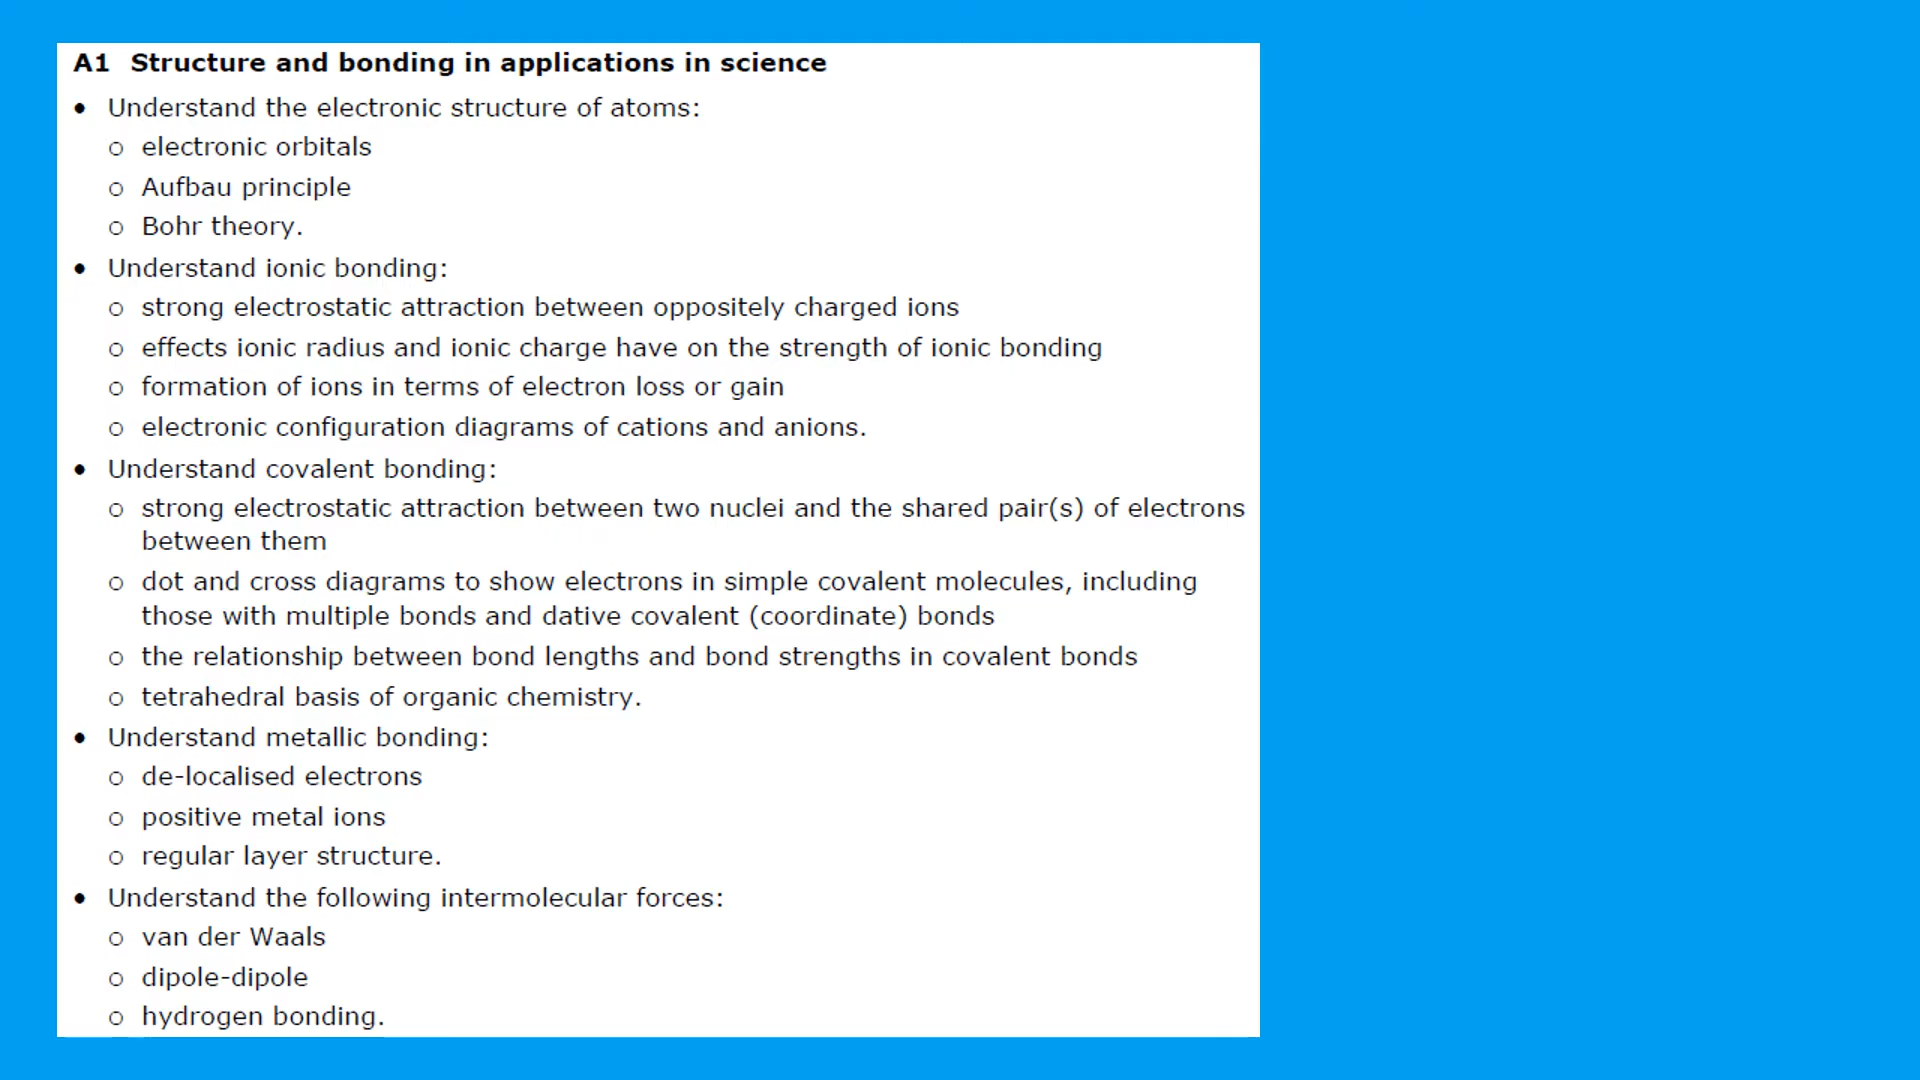 A1 Structure and bonding in applications in science
• Understand the electronic structure of atoms:
o electronic orbitals
o Aufbau principle
o Bohr theory.
• Understand ionic bonding:
o strong electrostatic attraction between oppositely charged ions
o effects ionic radius and ionic charge have on the strength of ionic bonding
o formation of ions in terms of electron loss or gain
o electronic configuration diagrams of cations and anions.
• Understand covalent bonding:
o strong electrostatic attraction between two nuclei and the shared pair(s) of electrons
between them
o dot and cross diagrams to show electrons in simple covalent molecules, including
those with multiple bonds and dative covalent (coordinate) bonds
o the relationship between bond lengths and bond strengths in covalent bonds
o tetrahedral basis of organic chemistry.
• Understand metallic bonding:
o de-localised electrons
o positive metal ions
o regular layer structure.
• Understand the following intermolecular forces:
o van der Waals
o dipole-dipole
o hydrogen bonding.